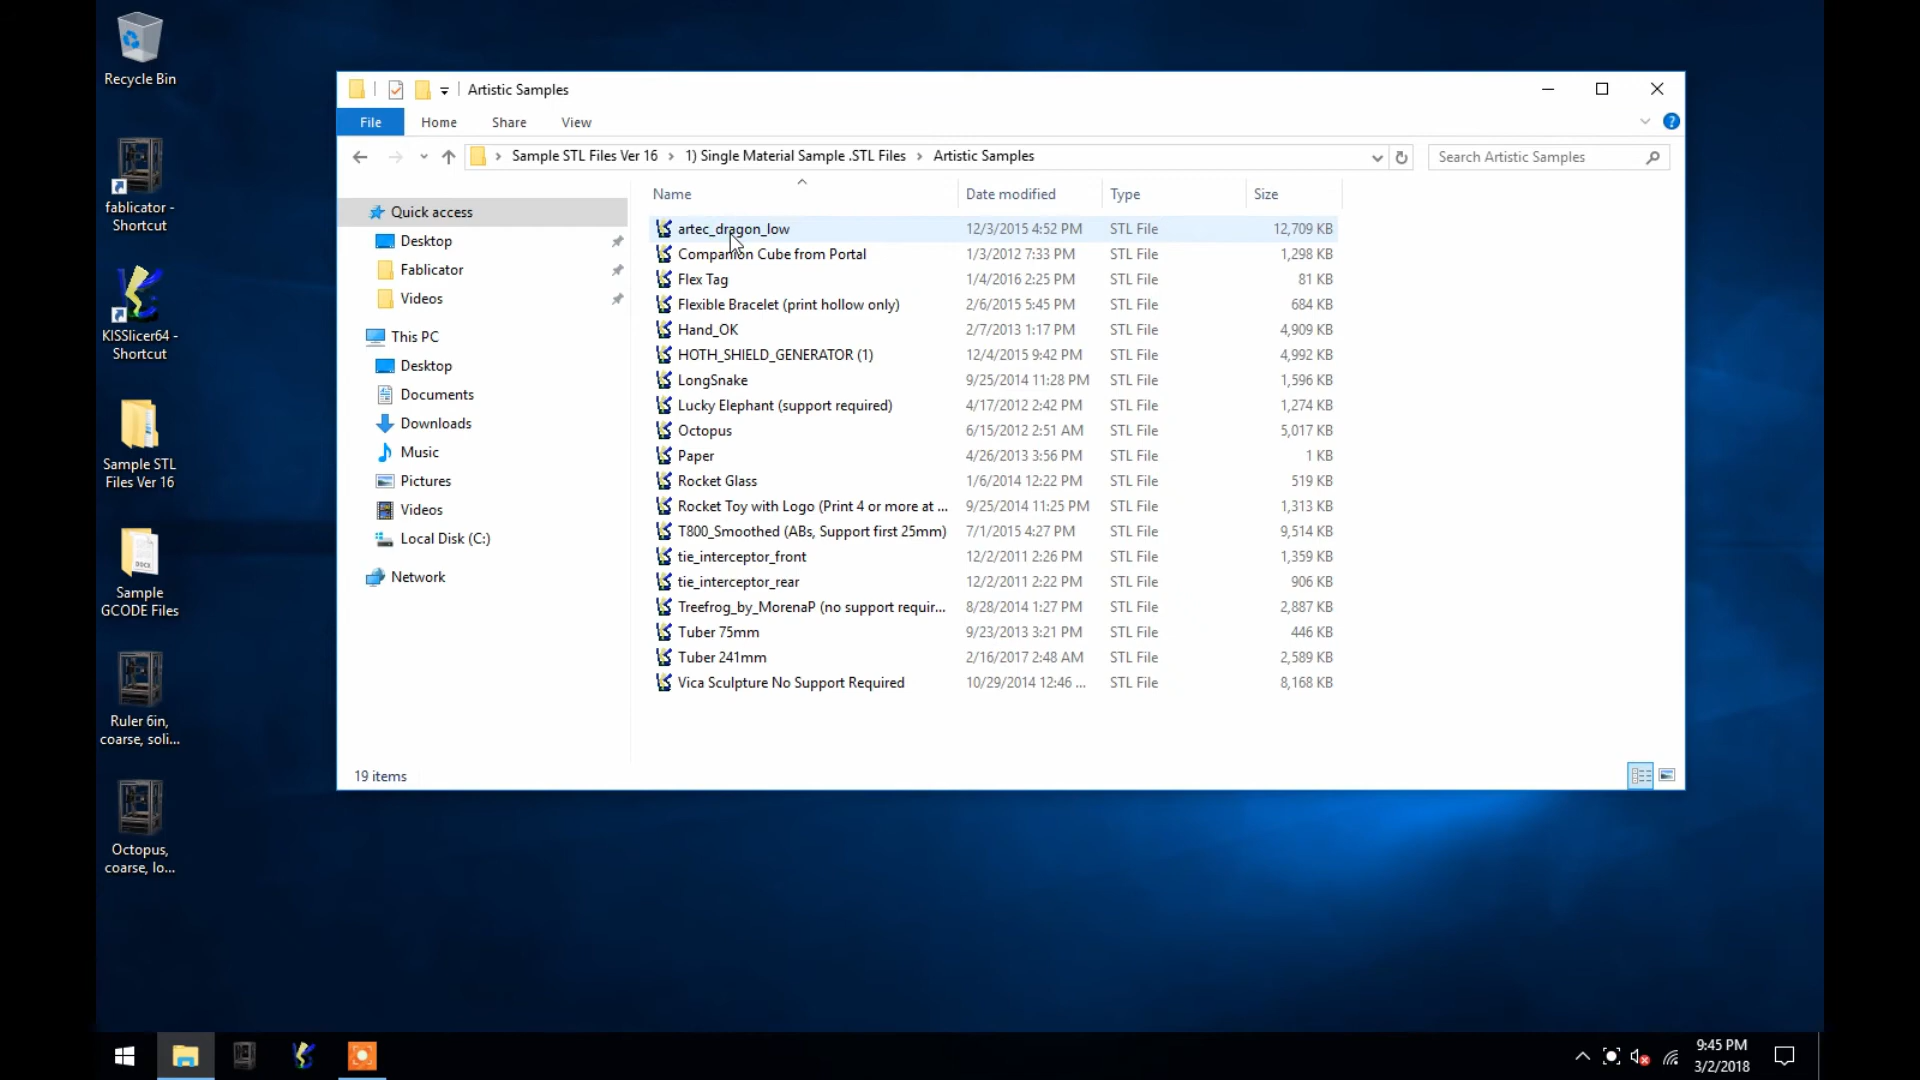 Recycle Bin
fablicator -
Shortcut
KISSlicer64 -
Shortcut
Sample STL
Files Ver 16
DOCX
Sample
GCODE Files
Ruler 6in,
coarse, soli...
Octopus,
coarse, lo...
Artistic Samples
File Home Share View
Sample STL Files Ver 16 > 1) Single Material Sample .STL Files > Artistic Samples
Search Artistic Samples
Quick access
Desktop
Fablicator
Videos
This PC
Desktop
Documents
Downloads
Music
Pictures
Videos
Local Disk (C:)
Network
Name Date modified Type Size
artec_dragon_low 12/3/2015 4:52 PM STL File 12,709 KB
Companion Cube from Portal 1/3/2012 7:33 PM STL File 1,298 KB
Flex Tag 1/4/2016 2:25 PM STL File 81 KB
Flexible Bracelet (print hollow only) 2/6/2015 5:45 PM STL File 684 KB
Hand_OK 2/7/2013 1:17 PM STL File 4,909 KB
HOTH_SHIELD_GENERATOR (1) 12/4/2015 9:42 PM STL File 4,992 KB
LongSnake 9/25/2014 11:28 PM STL File 1,596 KB
Lucky Elephant (support required) 4/17/2012 2:42 PM STL File 1,274 KB
Octopus 6/15/2012 2:51 AM STL File 5,017 KB
Paper 4/26/2013 3:56 PM STL File 1 KB
Rocket Glass 1/6/2014 12:22 PM STL File 519 KB
Rocket Toy with Logo (Print 4 or more at ... 9/25/2014 11:25 PM STL File 1,313 KB
T800_Smoothed (ABs, Support first 25mm) 7/1/2015 4:27 PM STL File 9,514 KB
tie_interceptor_front 12/2/2011 2:26 PM STL File 1,359 KB
tie_interceptor_rear 12/2/2011 2:22 PM STL File 906 KB
Treefrog_by_MorenaP (no support requir... 8/28/2014 1:27 PM STL File 2,887 KB
Tuber 75mm 9/23/2013 3:21 PM STL File 446 KB
Tuber 241mm 2/16/2017 2:48 AM STL File 2,589 KB
Vica Sculpture No Support Required 10/29/2014 12:46 ... STL File 8,168 KB
19 items
9:45 PM
3/2/2018